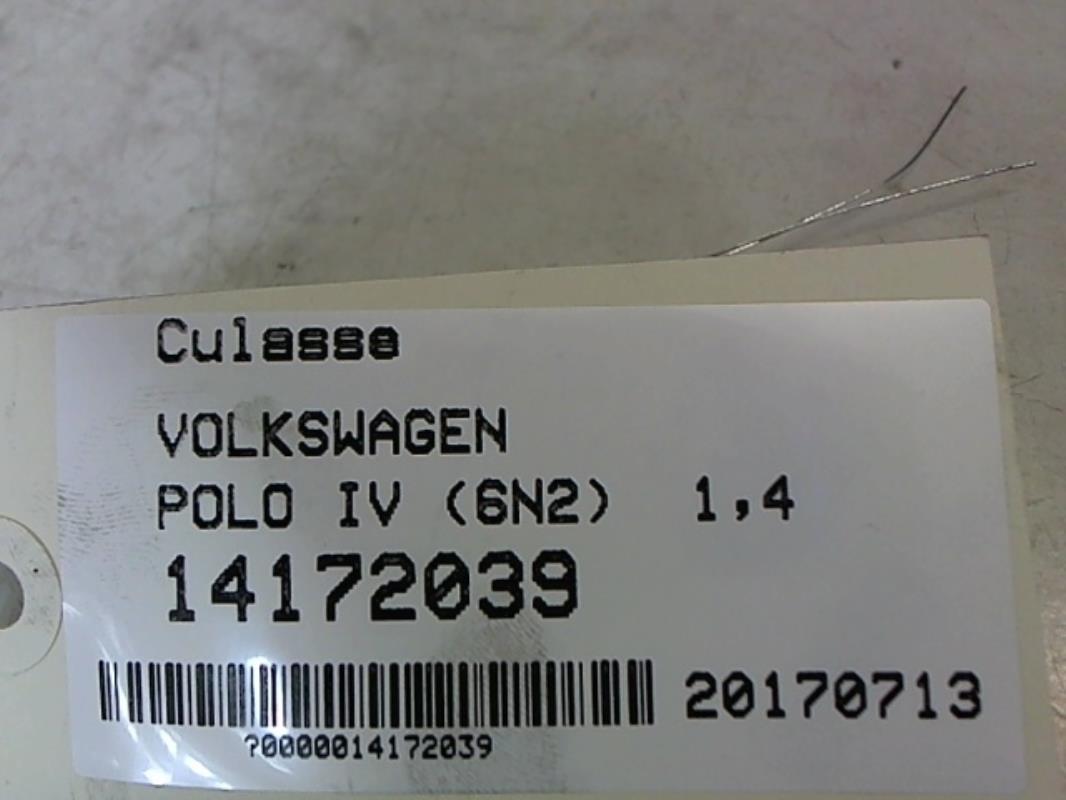 Culasse
VOLKSWAGEN
POLO IV (6N2) 1,4
14172039
20170713
?0000014172039